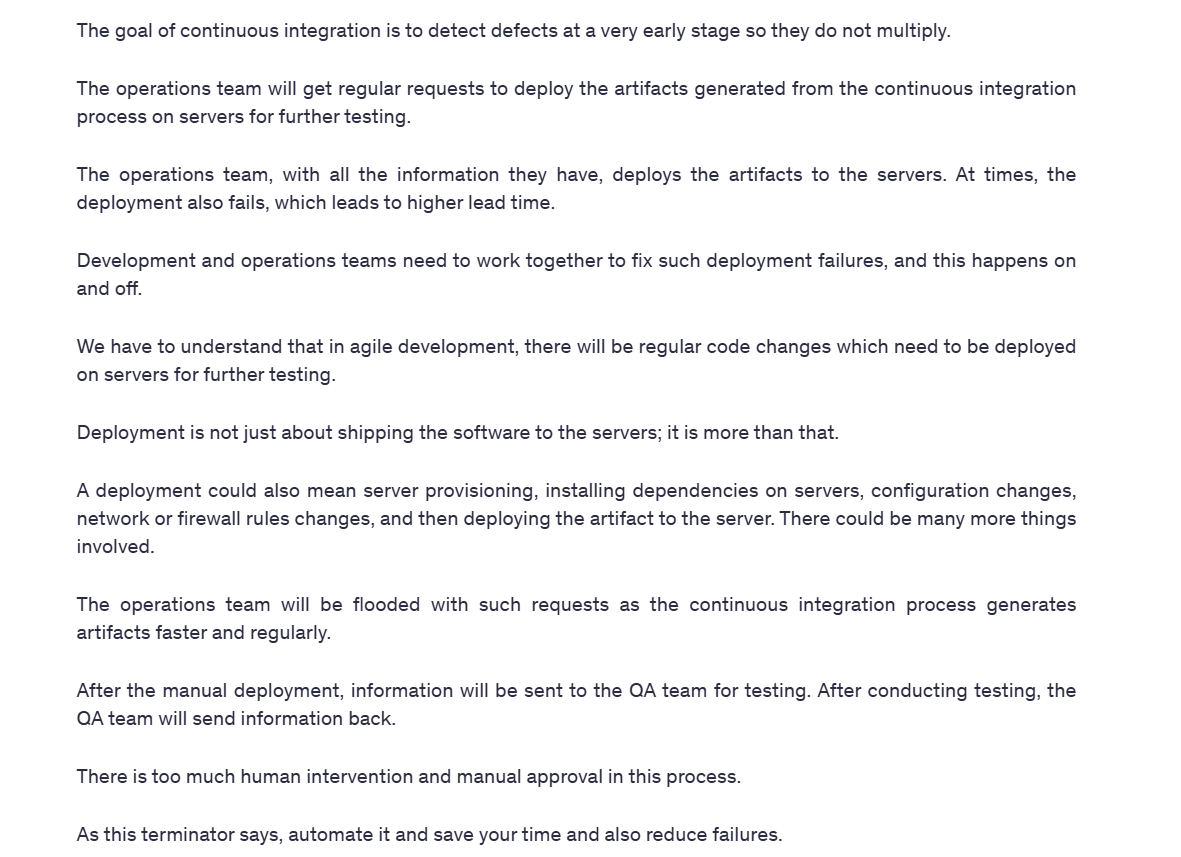 The goal of continuous integration is to detect defects at a very early stage so they do not multiply.
The operations team will get regular requests to deploy the artifacts generated from the continuous integration
process on servers for further testing.
The operations team, with all the information they have, deploys the artifacts to the servers. At times, the
deployment also fails, which leads to higher lead time.
Development and operations teams need to work together to fix such deployment failures, and this happens on
and off.
We have to understand that in agile development, there will be regular code changes which need to be deployed
on servers for further testing.
Deployment is not just about shipping the software to the servers; it is more than that.
A deployment could also mean server provisioning, installing dependencies on servers, configuration changes,
network or firewall rules changes, and then deploying the artifact to the server. There could be many more things
involved.
The operations team will be flooded with such requests as the continuous integration process generates
artifacts faster and regularly.
After the manual deployment, information will be sent to the QA team for testing. After conducting testing, the
QA team will send information back.
There is too much human intervention and manual approval in this process.
As this terminator says, automate it and save your time and also reduce failures.